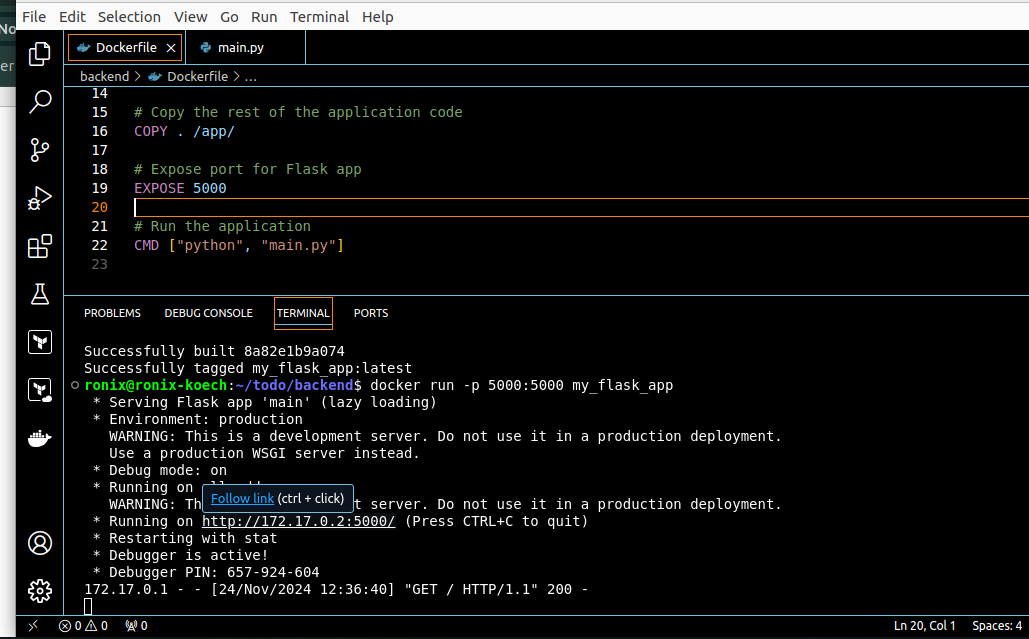 File Edit Selection View Go Run Terminal Help
No
er
Dockerfile main.py
backend > Dockerfile > ...
14
15 # Copy the rest of the application code
16 COPY . /app/
17
18 # Expose port for Flask app
19 EXPOSE 5000
20
21 # Run the application
22 CMD ["python", "main.py"]
23
PROBLEMS DEBUG CONSOLE TERMINAL PORTS
Successfully built 8a82e1b9a074
Successfully tagged my_flask_app:latest
ronix@ronix-koech:~/todo/backend$ docker run -p 5000:5000 my_flask_app
* Serving Flask app 'main' (lazy loading)
* Environment: production
WARNING: This is a development server. Do not use it in a production deployment.
Use a production WSGI server instead.
* Debug mode: on
* Running on
Follow link (ctrl + click)
WARNING: Th t server. Do not use it in a production deployment.
* Running on http://172.17.0.2:5000/ (Press CTRL+C to quit)
* Restarting with stat
* Debugger is active!
* Debugger PIN: 657-924-604
172.17.0.1 - - [24/Nov/2024 12:36:40] "GET / HTTP/1.1" 200 -
0 0 0 Ln 20, Col 1 Spaces: 4